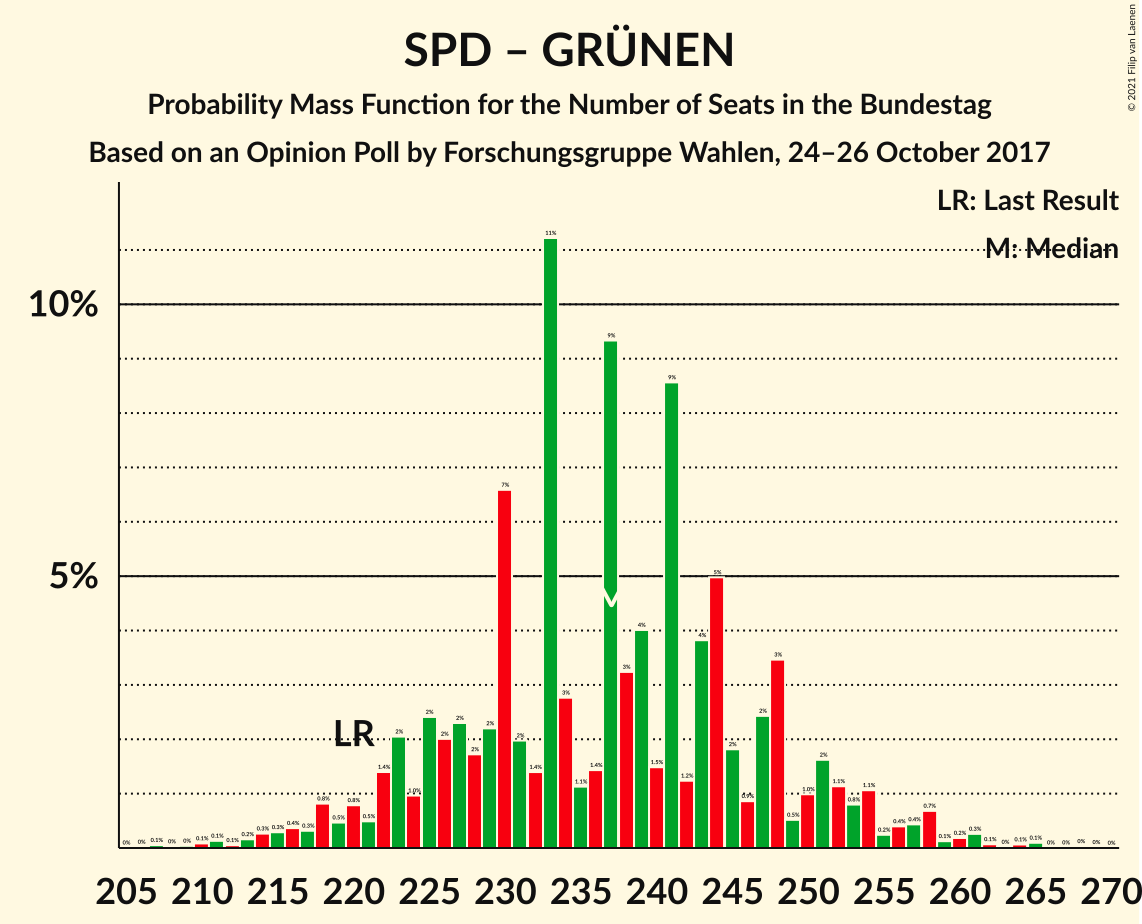 SPD – GRÜNEN
Probability Mass Function for the Number of Seats in the Bundestag
Based on an Opinion Poll by Forschungsgruppe Wahlen, 24–26 October 2017
© 2021 Filip van Laenen
LR: Last Result
M: Median
10%
5%
LR
0% 0% 0.1% 0% 0% 0.1% 0.1% 0.1% 0.2% 0.3% 0.3% 0.4% 0.3% 0.8% 0.5% 0.8% 0.5% 1.4% 2% 1.0% 2% 2% 2% 2% 2% 7% 2% 1.4% 11% 3% 1.1% 1.4% 9% 3% 4% 1.5% 9% 1.2% 4% 5% 2% 0.9% 2% 3% 0.5% 1.0% 2% 1.1% 0.8% 1.1% 0.2% 0.4% 0.4% 0.7% 0.1% 0.2% 0.3% 0.1% 0% 0.1% 0.1% 0% 0% 0% 0% 0%
205 210 215 220 225 230 235 240 245 250 255 260 265 270